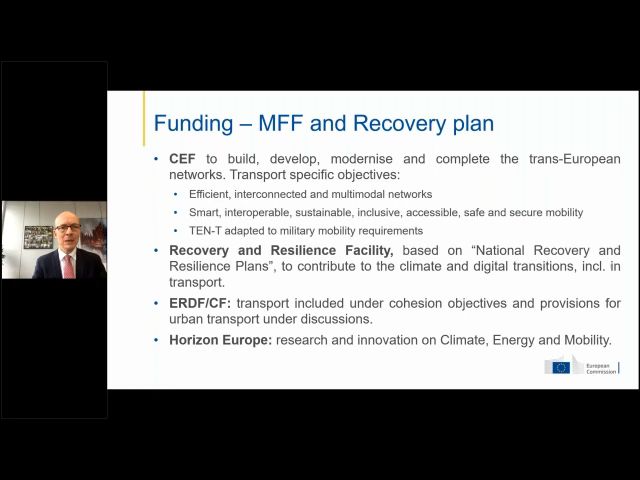 Funding – MFF and Recovery plan
• CEF to build, develop, modernise and complete the trans-European
networks. Transport specific objectives:
• Efficient, interconnected and multimodal networks
• Smart, interoperable, sustainable, inclusive, accessible, safe and secure mobility
• TEN-T adapted to military mobility requirements
• Recovery and Resilience Facility, based on “National Recovery and
Resilience Plans”, to contribute to the climate and digital transitions, incl. in
transport.
• ERDF/CF: transport included under cohesion objectives and provisions for
urban transport under discussions.
• Horizon Europe: research and innovation on Climate, Energy and Mobility.
European
Commission